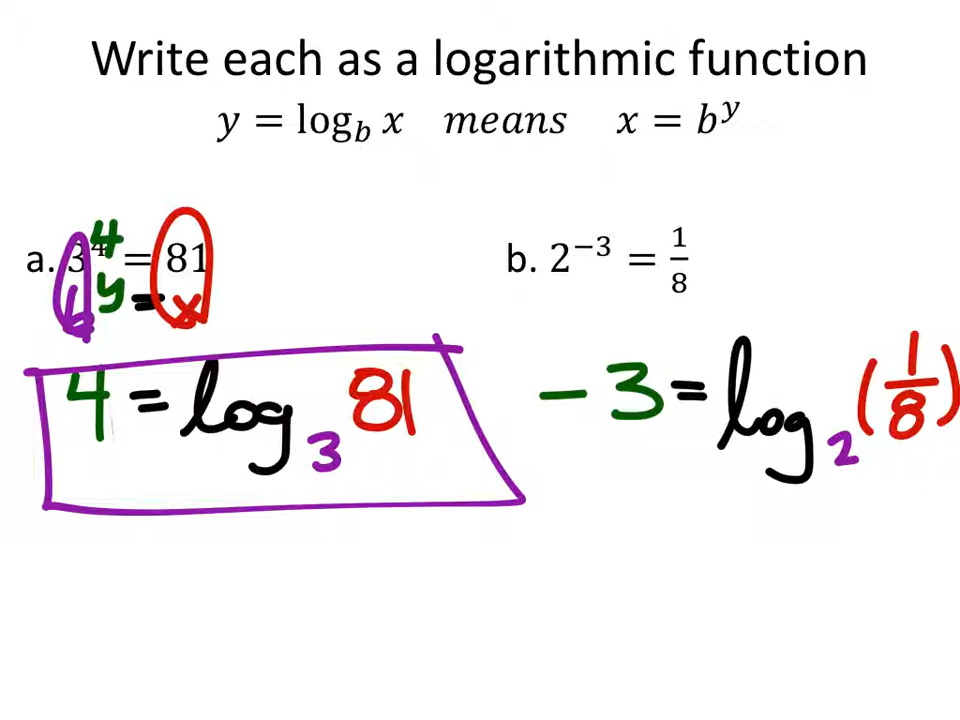 Write each as a logarithmic function
y = log_b x means x = b^y
a. 3^4 = 81
4
b y = x
4 = log_3 81
b. 2^{-3} = 1/8
-3 = log_2 (1/8)